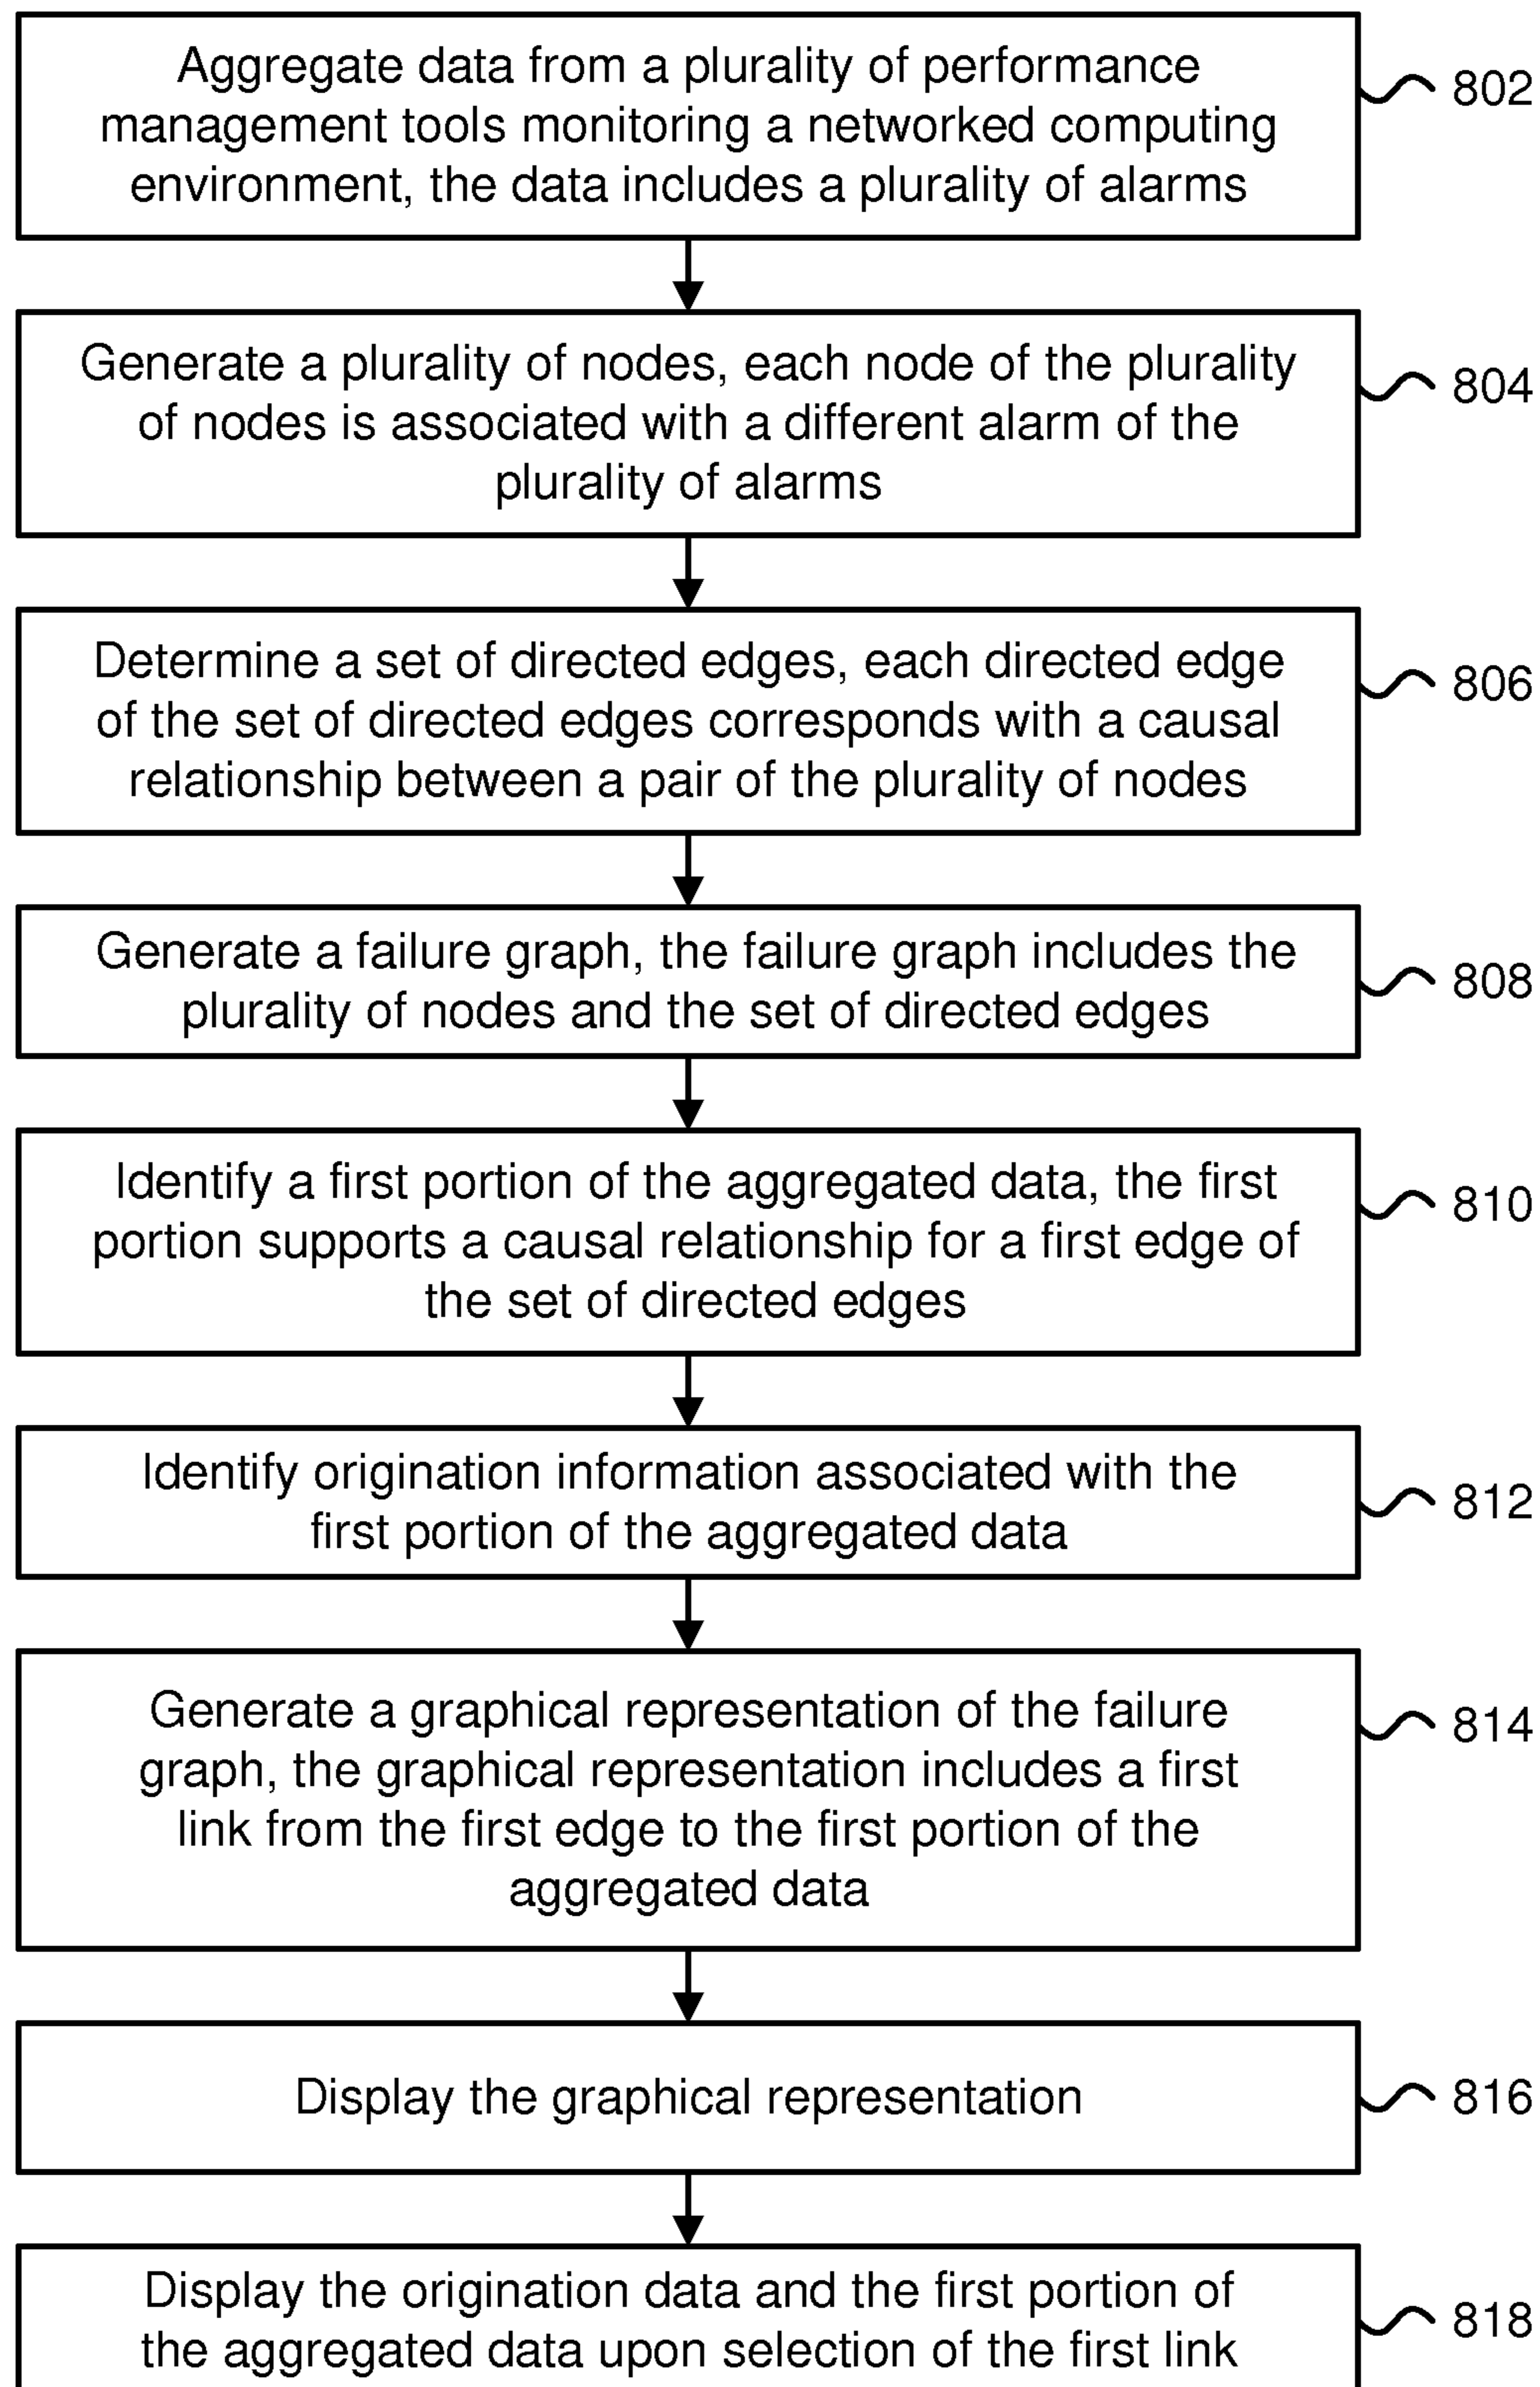 Aggregate data from a plurality of performance
management tools monitoring a networked computing
environment, the data includes a plurality of alarms
802
Generate a plurality of nodes, each node of the plurality
of nodes is associated with a different alarm of the
plurality of alarms
804
Determine a set of directed edges, each directed edge
of the set of directed edges corresponds with a causal
relationship between a pair of the plurality of nodes
806
Generate a failure graph, the failure graph includes the
plurality of nodes and the set of directed edges
808
Identify a first portion of the aggregated data, the first
portion supports a causal relationship for a first edge of
the set of directed edges
810
Identify origination information associated with the
first portion of the aggregated data
812
Generate a graphical representation of the failure
graph, the graphical representation includes a first
link from the first edge to the first portion of the
aggregated data
814
Display the graphical representation
816
Display the origination data and the first portion of
the aggregated data upon selection of the first link
818